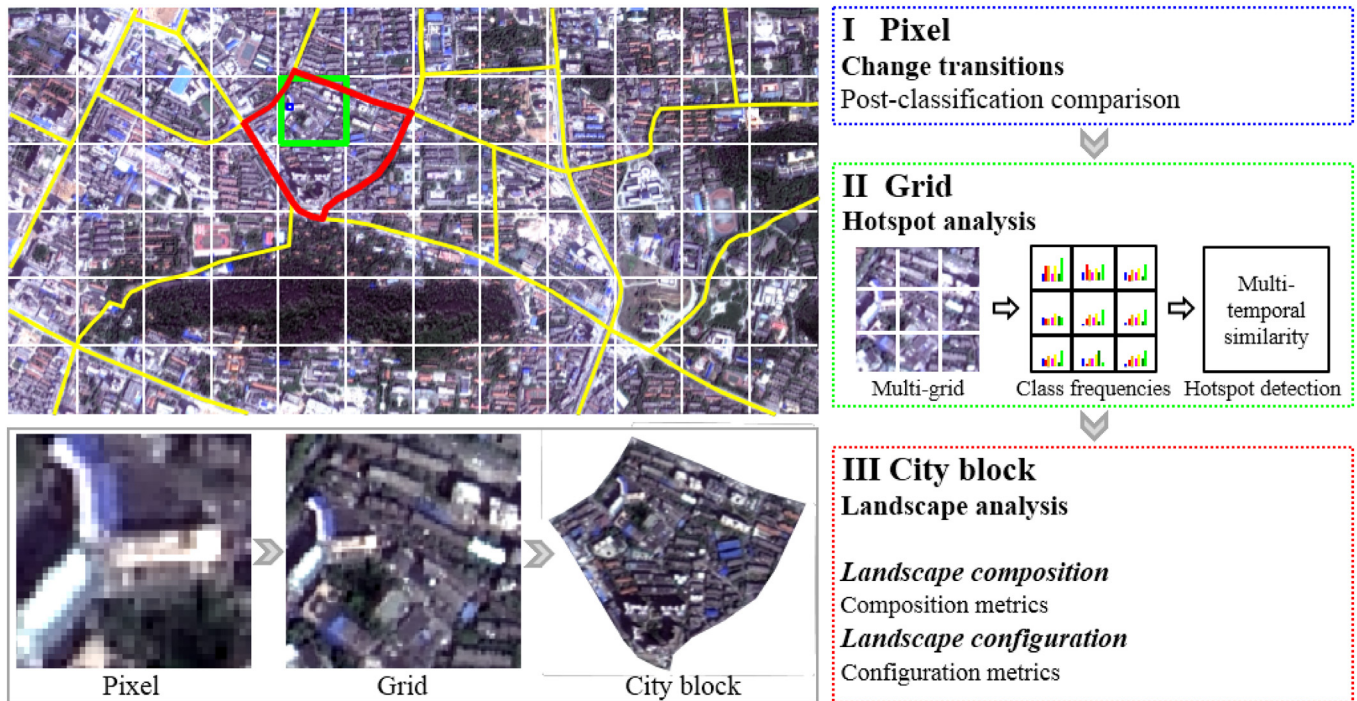 I Pixel
Change transitions
Post-classification comparison
II Grid
Hotspot analysis
Multi-
temporal
similarity
Multi-grid
Class frequencies
Hotspot detection
III City block
Landscape analysis
Landscape composition
Composition metrics
Landscape configuration
Configuration metrics
Pixel
Grid
City block